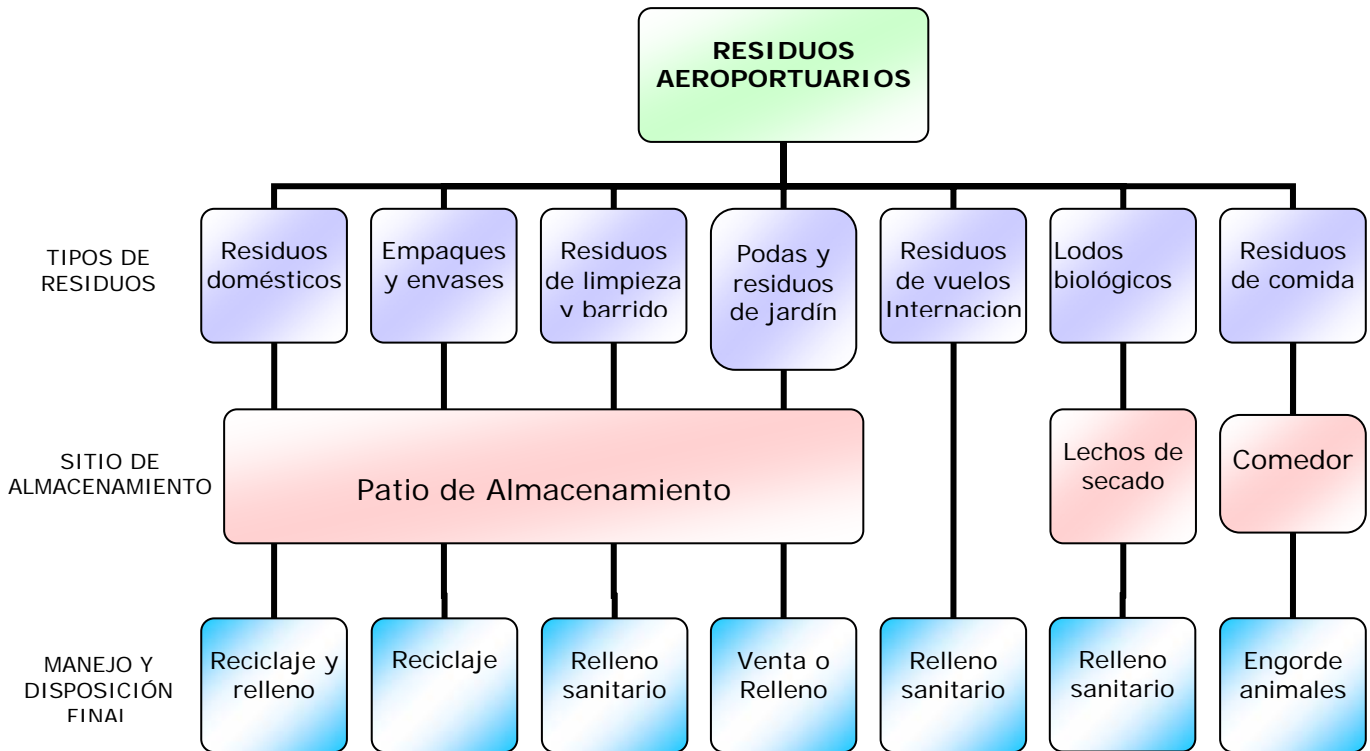 RESIDUOS
AEROPORTUARIOS
TIPOS DE
RESIDUOS
Residuos
domésticos
Empaques
y envases
Residuos
de limpieza
y barrido
Podas y
residuos
de jardín
Residuos
de vuelos
Internacion
Lodos
biológicos
Residuos
de comida
SITIO DE
ALMACENAMIENTO
Patio de Almacenamiento
Lechos de
secado
Comedor
MANEJO Y
DISPOSICIÓN
FINAL
Reciclaje y
relleno
Reciclaje
Relleno
sanitario
Venta o
Relleno
Relleno
sanitario
Relleno
sanitario
Engorde
animales